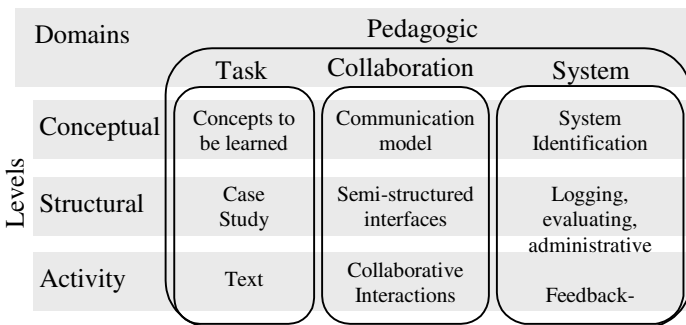 Domains
Pedagogic
Task
Collaboration
System
Levels
Conceptual
Concepts to
be learned
Communication
model
System
Identification
Structural
Case
Study
Semi-structured
interfaces
Logging,
evaluating,
administrative
Activity
Text
Collaborative
Interactions
Feedback-